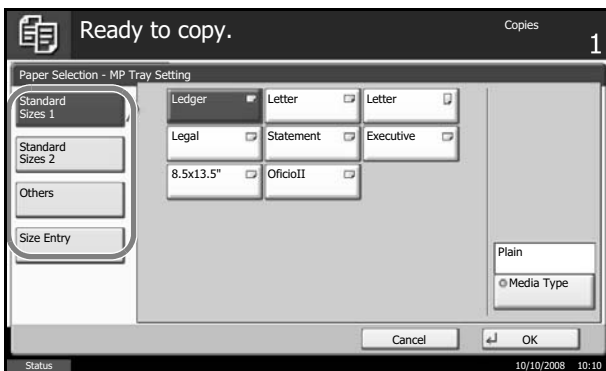 Ready to copy.
Copies
1
Paper Selection - MP Tray Setting
Standard
Sizes 1
Standard
Sizes 2
Others
Size Entry
Ledger
Letter
Letter
Legal
Statement
Executive
8.5x13.5"
OficioII
Plain
Media Type
Cancel
OK
Status
10/10/2008 10:10